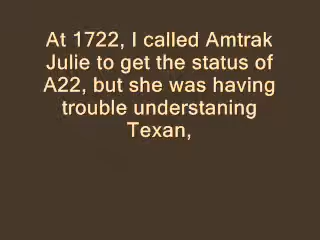 At 1722, I called Amtrak
Julie to get the status of
A22, but she was having
trouble understaning
Texan,